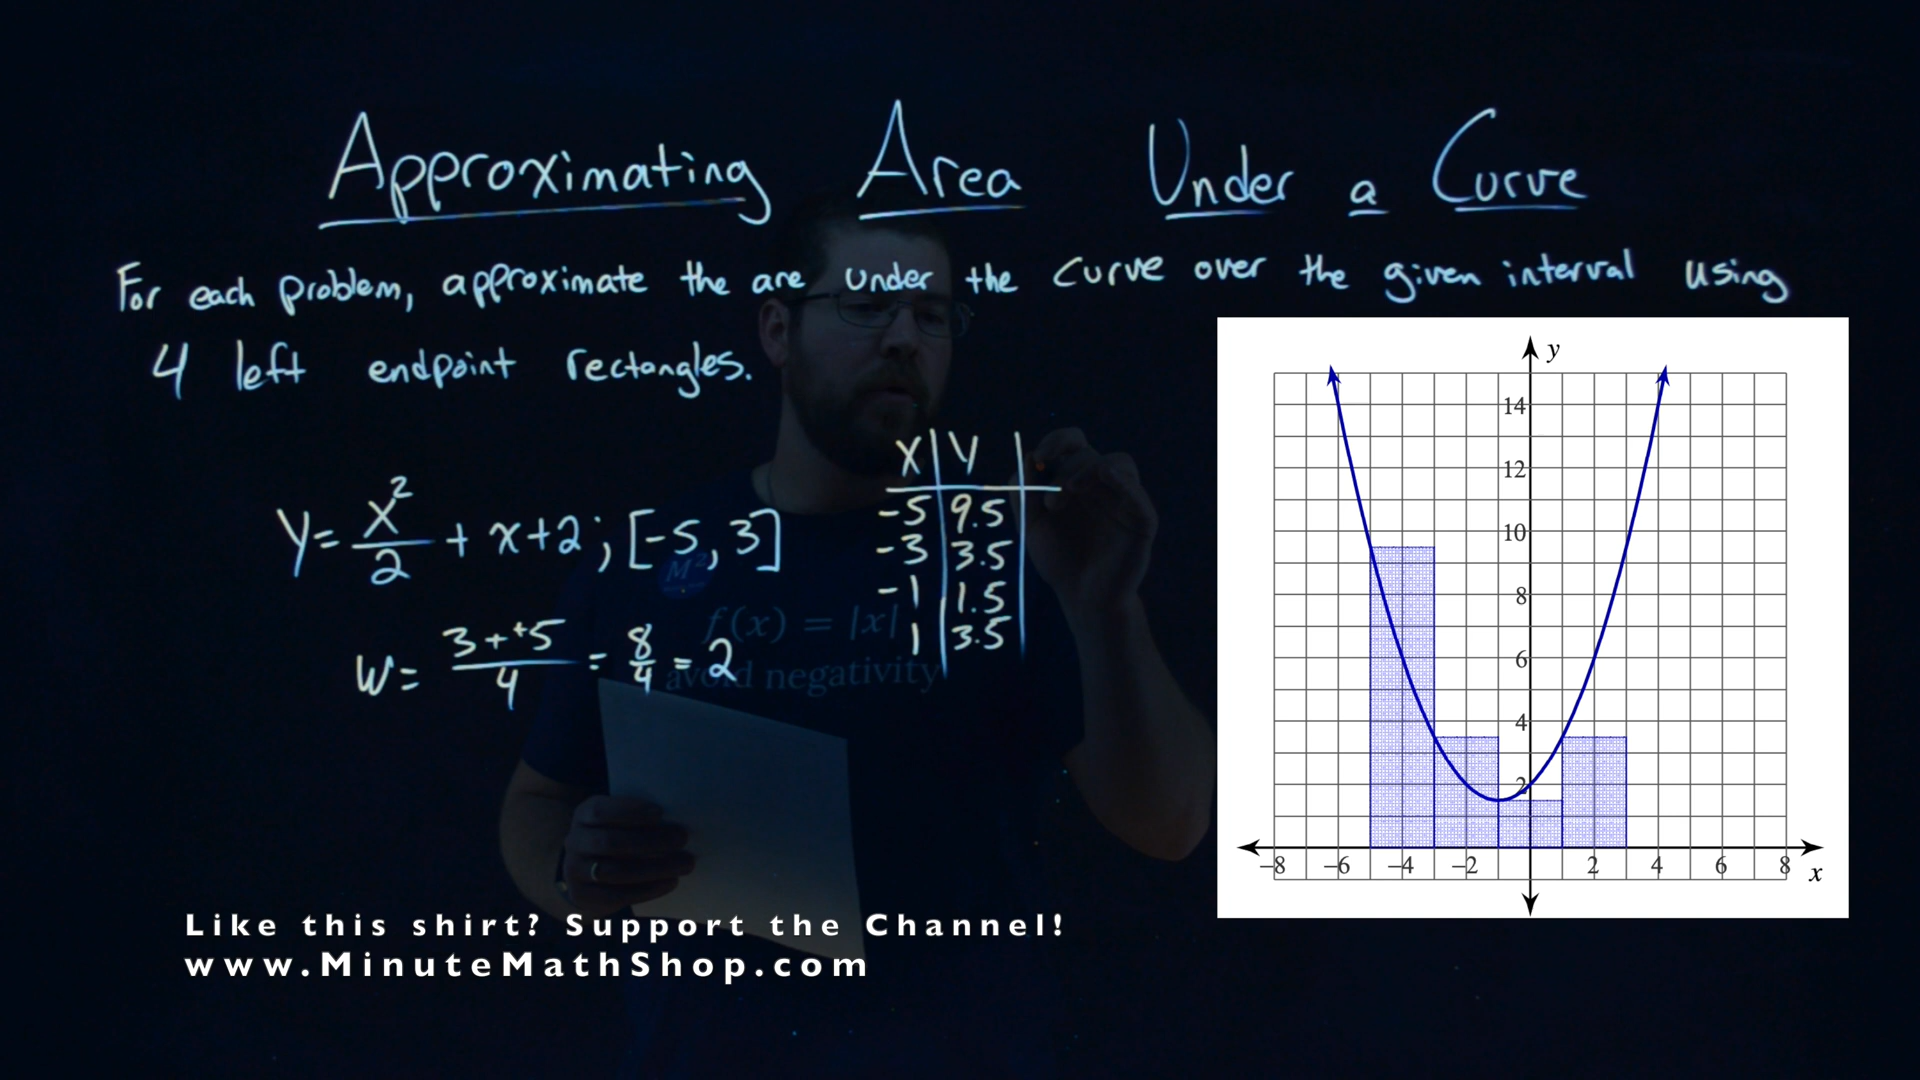 Approximating Area Under a Curve
For each problem, approximate the are under the curve over the given interval using
4 left endpoint rectangles.
X | Y |
y = x²/2 + x+2 ; [-5, 3]
-5 | 9.5
-3 | 3.5
-1 | 1.5
1 | 3.5
W = 3++5/4 = 8/4 = 2
M²
f(x) = |x|
avoid negativity
y
14
12
10
8
6
4
2
−8 −6 −4 −2 2 4 6 8 x
Like this shirt? Support the Channel!
www.MinuteMathShop.com